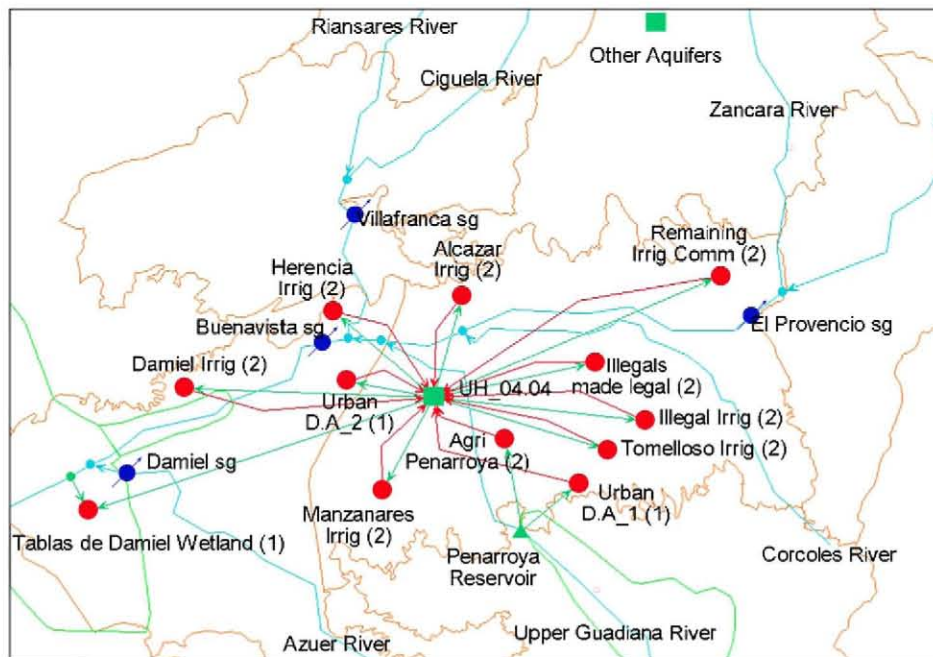 Riansares River
Other Aquifers
Ciguela River
Zancara River
Villafranca sg
Alcazar
Irrig (2)
Remaining
Irrig Comm (2)
Herencia
Irrig (2)
Buenavista sg
El Provencio sg
Damiel Irrig (2)
Illegals
made legal (2)
UH_04.04
Urban
D.A_2 (1)
Illegal Irrig (2)
Agri
Penarroya (2)
Tomelloso Irrig (2)
Damiel sg
Urban
D.A_1 (1)
Manzanares
Irrig (2)
Tablas de Damiel Wetland (1)
Penarroya
Reservoir
Corcoles River
Azuer River
Upper Guadiana River